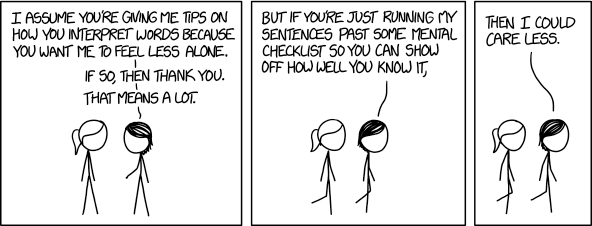 I ASSUME YOU'RE GIVING ME TIPS ON
HOW YOU INTERPRET WORDS BECAUSE
YOU WANT ME TO FEEL LESS ALONE.
IF SO, THEN THANK YOU.
THAT MEANS A LOT.
BUT IF YOU'RE JUST RUNNING MY
SENTENCES PAST SOME MENTAL
CHECKLIST SO YOU CAN SHOW
OFF HOW WELL YOU KNOW IT,
THEN I COULD
CARE LESS.